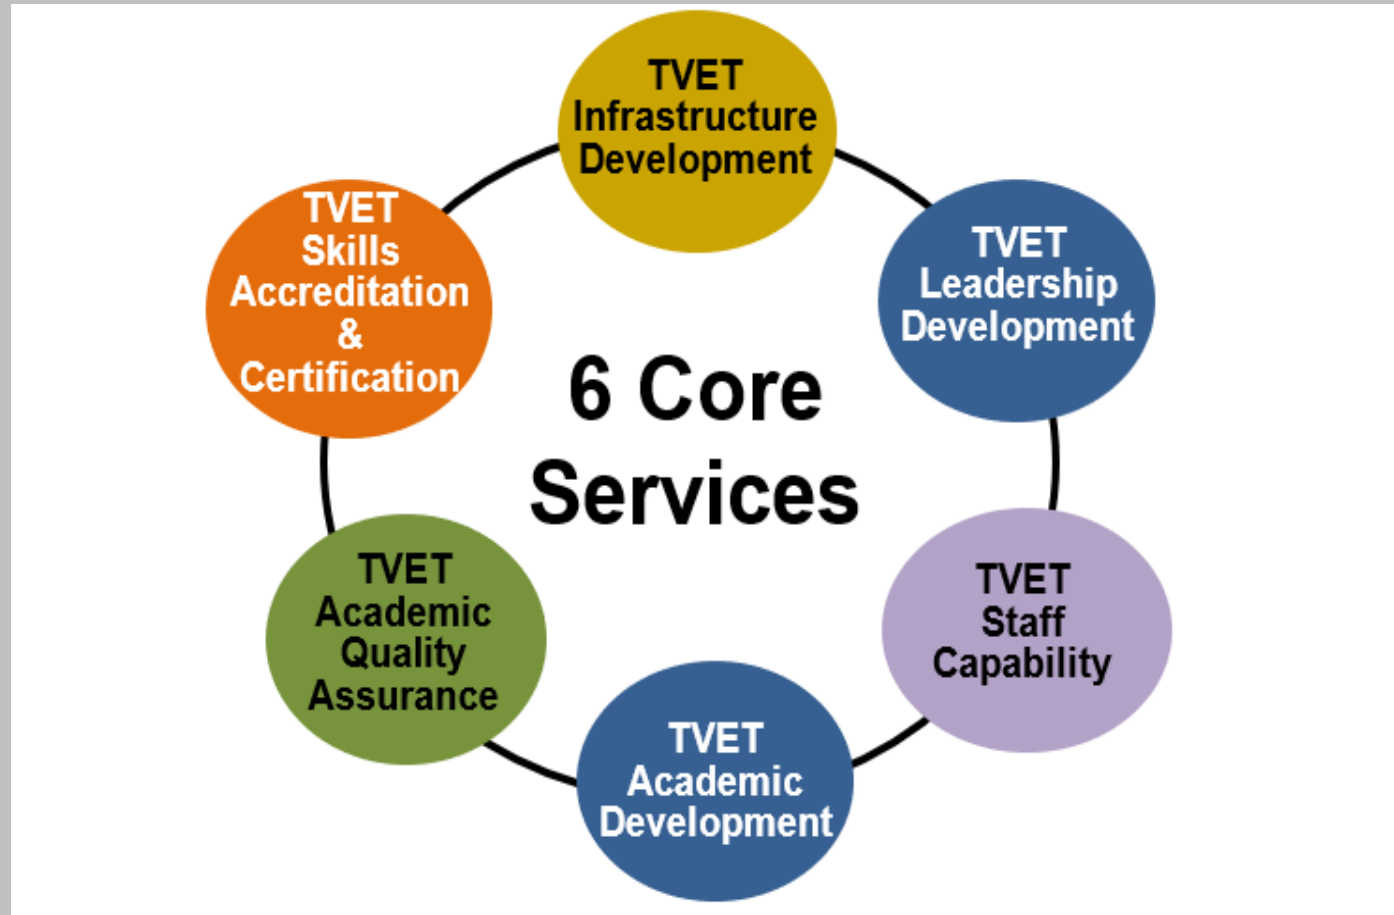 TVET
Infrastructure
Development
TVET
Leadership
Development
TVET
Staff
Capability
TVET
Academic
Development
TVET
Academic
Quality
Assurance
TVET
Skills
Accreditation
&
Certification
6 Core
Services